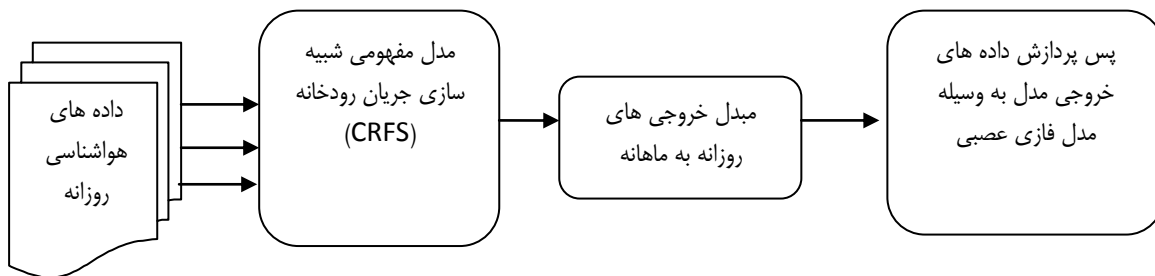 داده های
هواشناسی
روزانه
مدل مفهومی شبیه
سازی جریان رودخانه
(CRFS)
مبدل خروجی های
روزانه به ماهانه
پس پردازش داده های
خروجی مدل به وسیله
مدل فازی عصبی